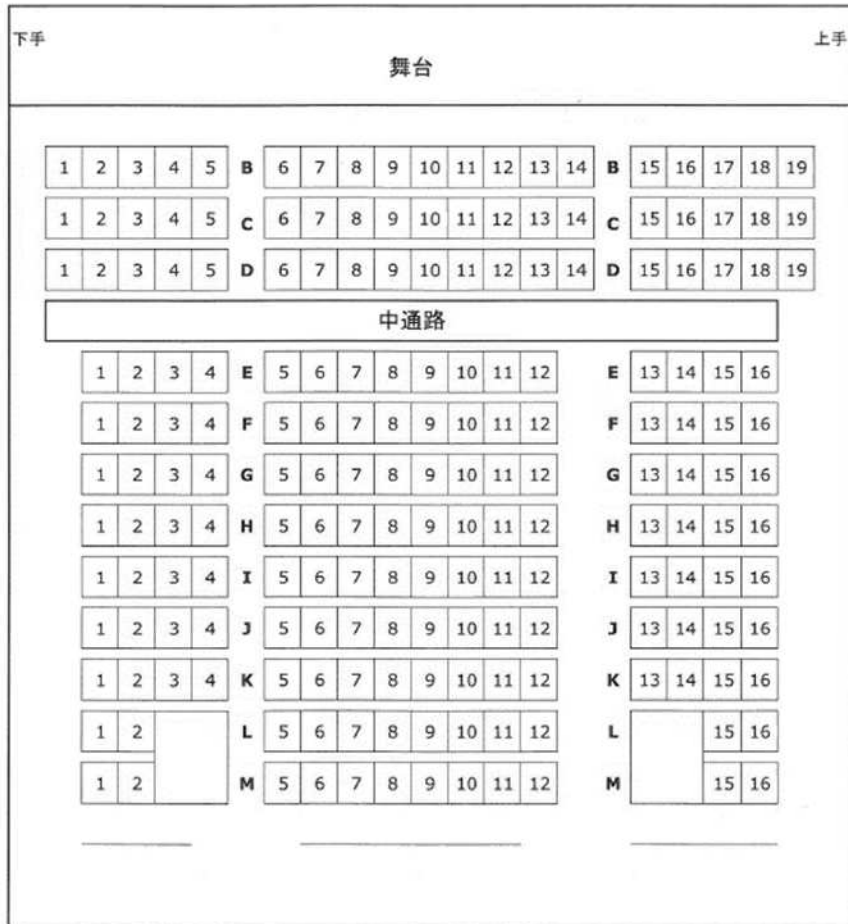 下手 上手
舞台
1 2 3 4 5 B 6 7 8 9 10 11 12 13 14 B 15 16 17 18 19
1 2 3 4 5 C 6 7 8 9 10 11 12 13 14 C 15 16 17 18 19
1 2 3 4 5 D 6 7 8 9 10 11 12 13 14 D 15 16 17 18 19
中通路
1 2 3 4 E 5 6 7 8 9 10 11 12 E 13 14 15 16
1 2 3 4 F 5 6 7 8 9 10 11 12 F 13 14 15 16
1 2 3 4 G 5 6 7 8 9 10 11 12 G 13 14 15 16
1 2 3 4 H 5 6 7 8 9 10 11 12 H 13 14 15 16
1 2 3 4 I 5 6 7 8 9 10 11 12 I 13 14 15 16
1 2 3 4 J 5 6 7 8 9 10 11 12 J 13 14 15 16
1 2 3 4 K 5 6 7 8 9 10 11 12 K 13 14 15 16
1 2 L 5 6 7 8 9 10 11 12 L 15 16
1 2 M 5 6 7 8 9 10 11 12 M 15 16